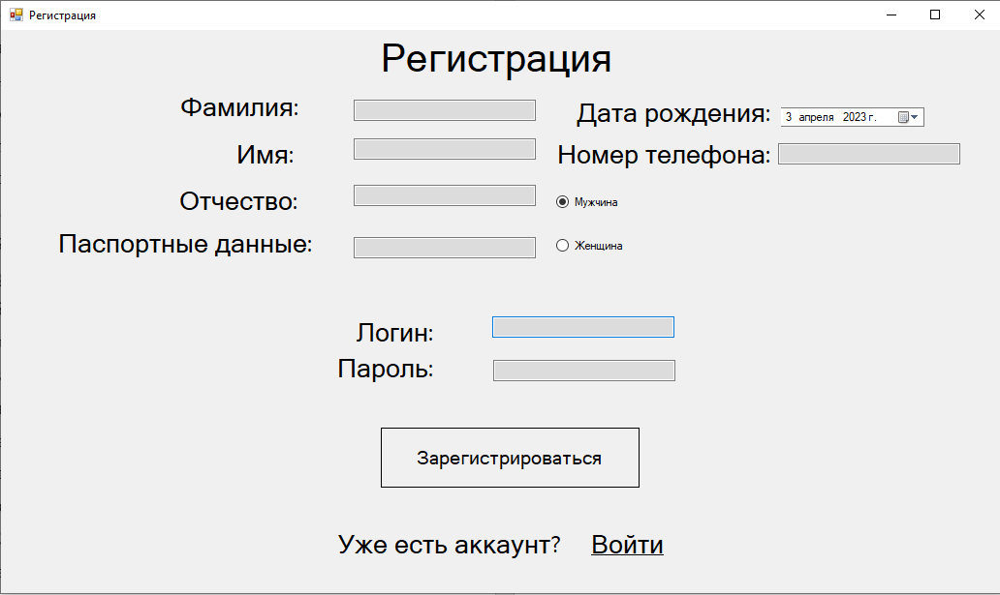 Регистрация
Регистрация
Фамилия:
Дата рождения: 3 апреля 2023 г.
Имя:
Номер телефона:
Отчество:
Мужчина
Паспортные данные:
Женщина
Логин:
Пароль:
Зарегистрироваться
Уже есть аккаунт? Войти